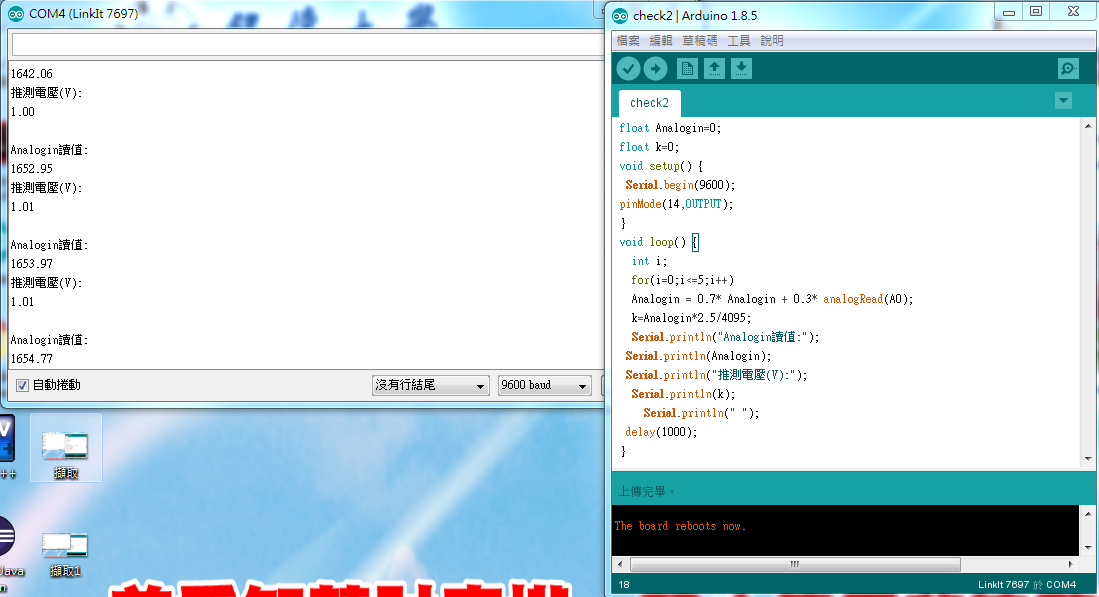 COM4 (LinkIt 7697)
1642.06
推測電壓(V):
1.00
Analogin讀值:
1652.95
推測電壓(V):
1.01
Analogin讀值:
1653.97
推測電壓(V):
1.01
Analogin讀值:
1654.77
自動捲動
沒有行結尾
9600 baud
++
擷取
Java
擷取1
check2 | Arduino 1.8.5
檔案 編輯 草稿碼 工具 說明
check2
float Analogin=0;
float k=0;
void setup() {
Serial.begin(9600);
pinMode(14,OUTPUT);
}
void loop() {
int i;
for(i=0;i<=5;i++)
Analogin = 0.7* Analogin + 0.3* analogRead(A0);
k=Analogin*2.5/4095;
Serial.println("Analogin讀值:");
Serial.println(Analogin);
Serial.println("推測電壓(V):");
Serial.println(k);
Serial.println(" ");
delay(1000);
}
上傳完畢。
The board reboots now.
18
LinkIt 7697 於 COM4